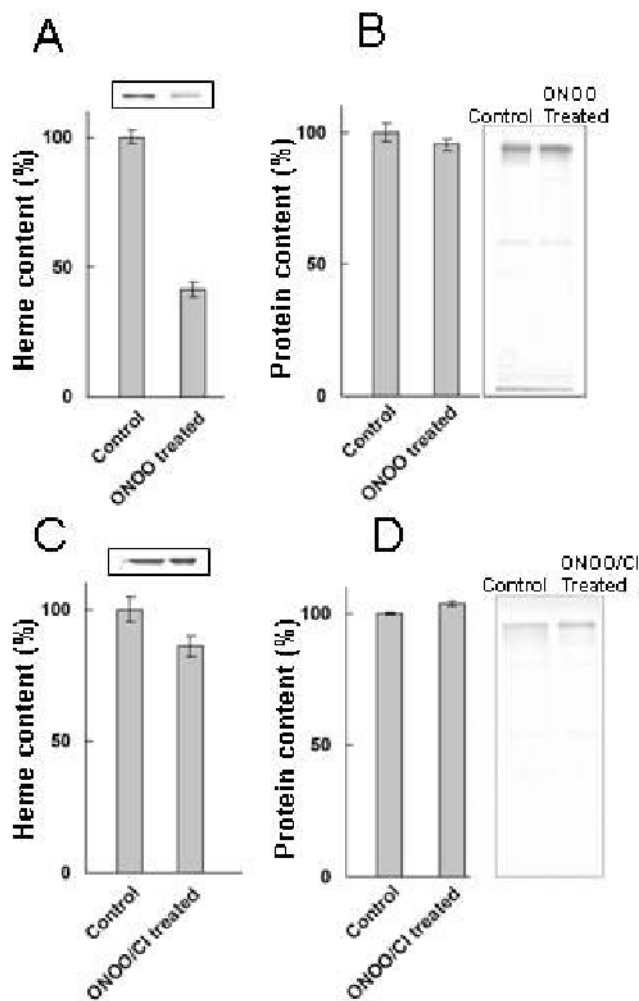 A
Heme content (%)
100
50
0
Control
ONOO treated
B
Protein content (%)
100
50
0
Control
ONOO treated
ONOO
Control Treated
C
Heme content (%)
100
50
0
Control
ONOO/Cl treated
D
Protein content (%)
100
50
0
Control
ONOO/Cl treated
ONOO/Cl
Control Treated